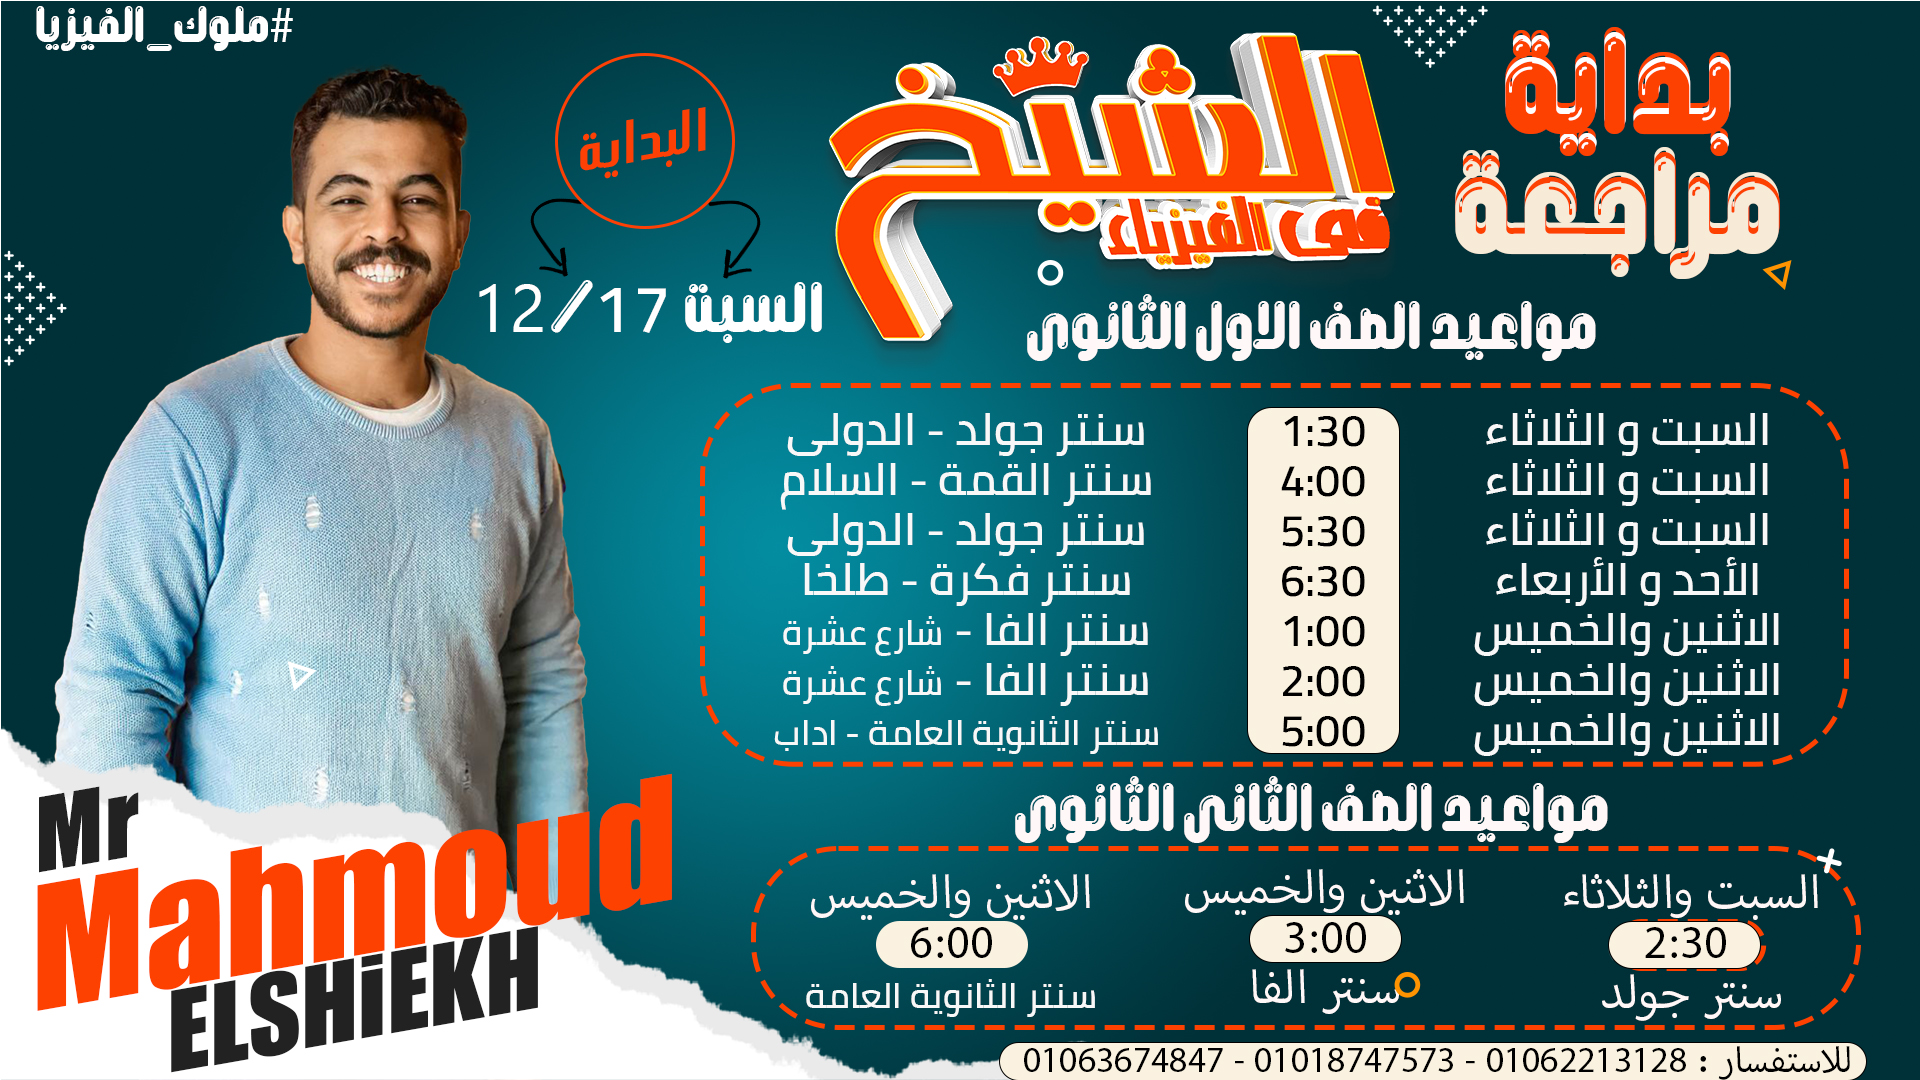 #ملوك_الفيزيا
بداية
مراجعة
الشيخ
فى الفيزياء
البداية
السبة 12/17
مواعيد الصف الاول الثانوى
السبت و الثلاثاء 1:30 سنتر جولد - الدولى
السبت و الثلاثاء 4:00 سنتر القمة - السلام
السبت و الثلاثاء 5:30 سنتر جولد - الدولى
الأحد و الأربعاء 6:30 سنتر فكرة - طلخا
الاثنين والخميس 1:00 سنتر الفا - شارع عشرة
الاثنين والخميس 2:00 سنتر الفا - شارع عشرة
الاثنين والخميس 5:00 سنتر الثانوية العامة - اداب
مواعيد الصف الثانى الثانوى
السبت والثلاثاء
2:30
سنتر جولد
الاثنين والخميس
3:00
سنتر الفا
الاثنين والخميس
6:00
سنتر الثانوية العامة
Mr
Mahmoud
ELSHiEKH
للاستفسار : 01062213128 - 01018747573 - 01063674847